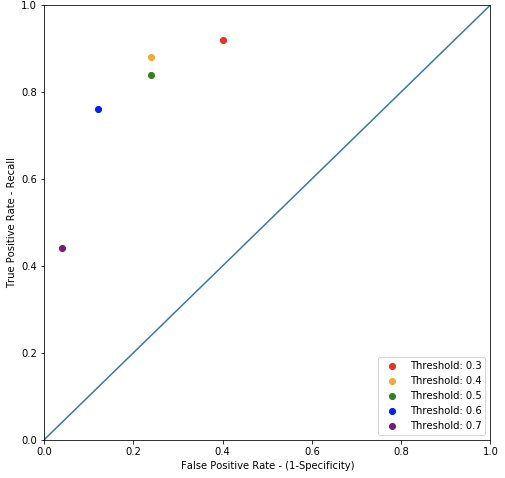 1.0
0.8
0.6
0.4
0.2
0.0
True Positive Rate - Recall
Threshold: 0.3
Threshold: 0.4
Threshold: 0.5
Threshold: 0.6
Threshold: 0.7
0.0 0.2 0.4 0.6 0.8 1.0
False Positive Rate - (1-Specificity)